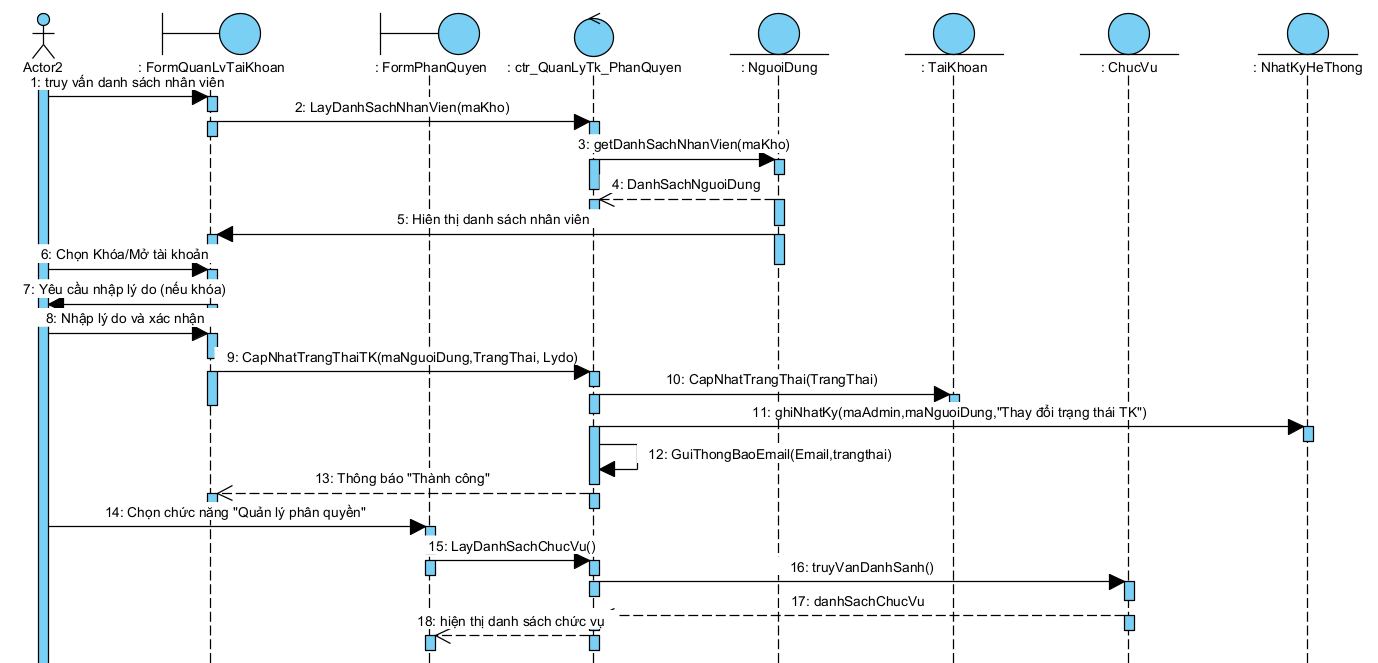 Actor2
: FormQuanLyTaiKhoan
: FormPhanQuyen
: ctr_QuanLyTk_PhanQuyen
: NguoiDung
: TaiKhoan
: ChucVu
: NhatKyHeThong
1: truy vấn danh sách nhân viên
2: LayDanhSachNhanVien(maKho)
3: getDanhSachNhanVien(maKho)
4: DanhSachNguoiDung
5: Hiên thị danh sách nhân viên
6: Chọn Khóa/Mở tài khoản
7: Yêu cầu nhập lý do (nếu khóa)
8: Nhập lý do và xác nhận
9: CapNhatTrangThaiTK(maNguoiDung,TrangThai, Lydo)
10: CapNhatTrangThai(TrangThai)
11: ghiNhatKy(maAdmin,maNguoiDung,"Thay đổi trạng thái TK")
12: GuiThongBaoEmail(Email,trangthai)
13: Thông báo "Thành công"
14: Chọn chức năng "Quản lý phân quyền"
15: LayDanhSachChucVu()
16: truyVanDanhSanh()
17: danhSachChucVu
18: hiện thị danh sách chức vụ